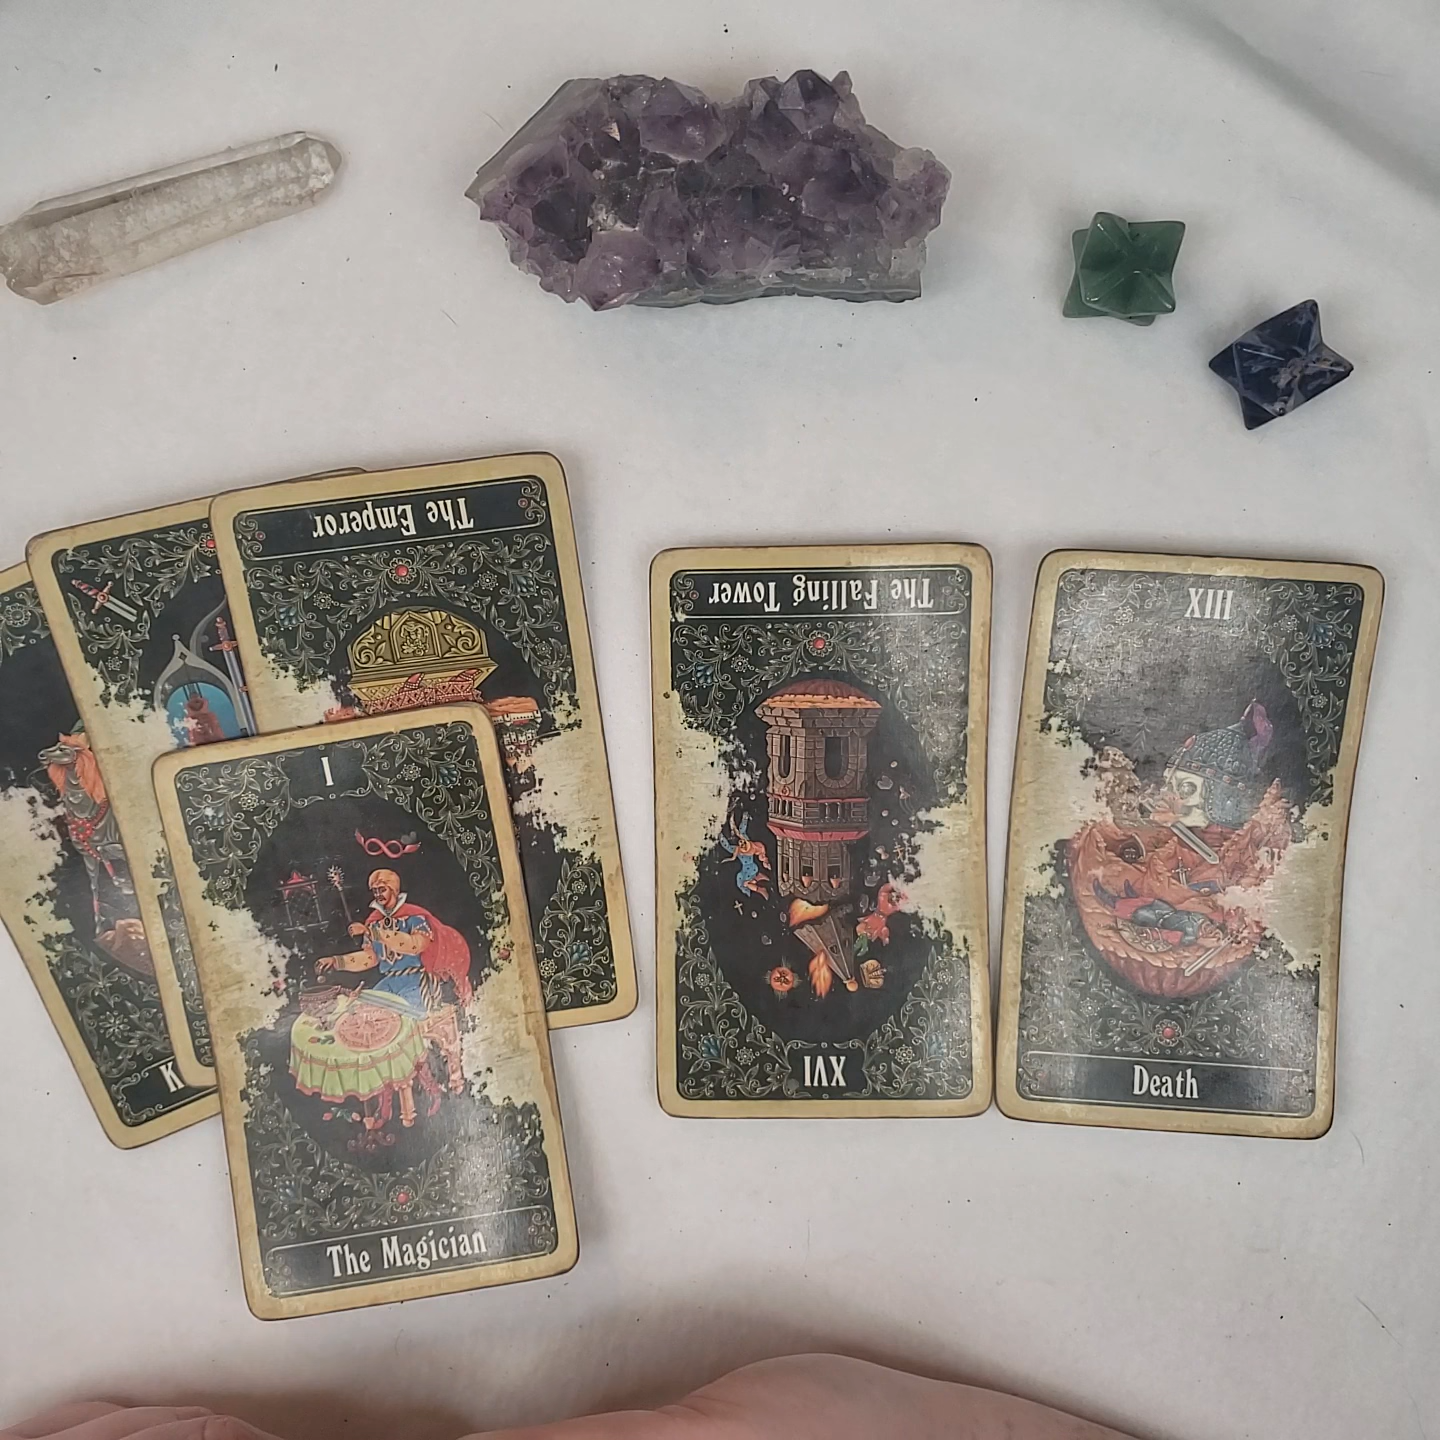 The Emperor
K
I
The Magician
The Falling Tower
XVI
XIII
Death